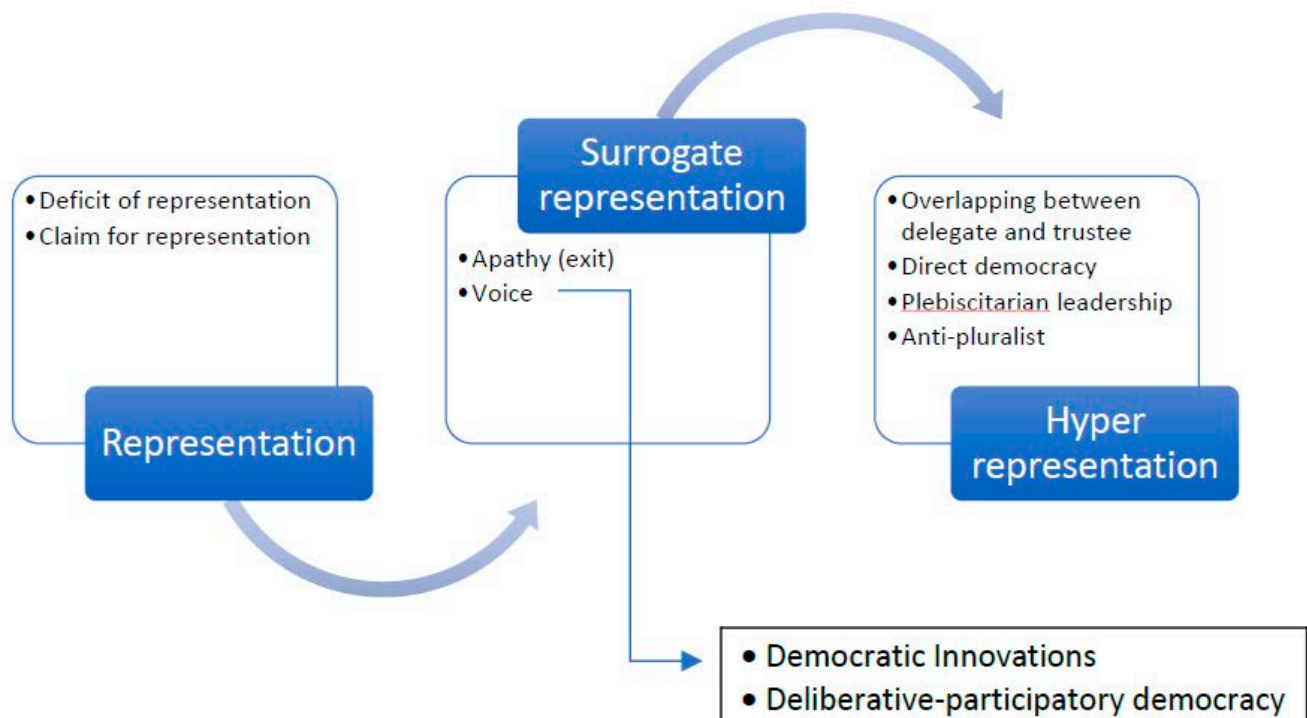 • Deficit of representation
• Claim for representation
Representation
Surrogate
representation
• Apathy (exit)
• Voice
• Overlapping between
delegate and trustee
• Direct democracy
• Plebiscitarian leadership
• Anti-pluralist
Hyper
representation
• Democratic Innovations
• Deliberative-participatory democracy